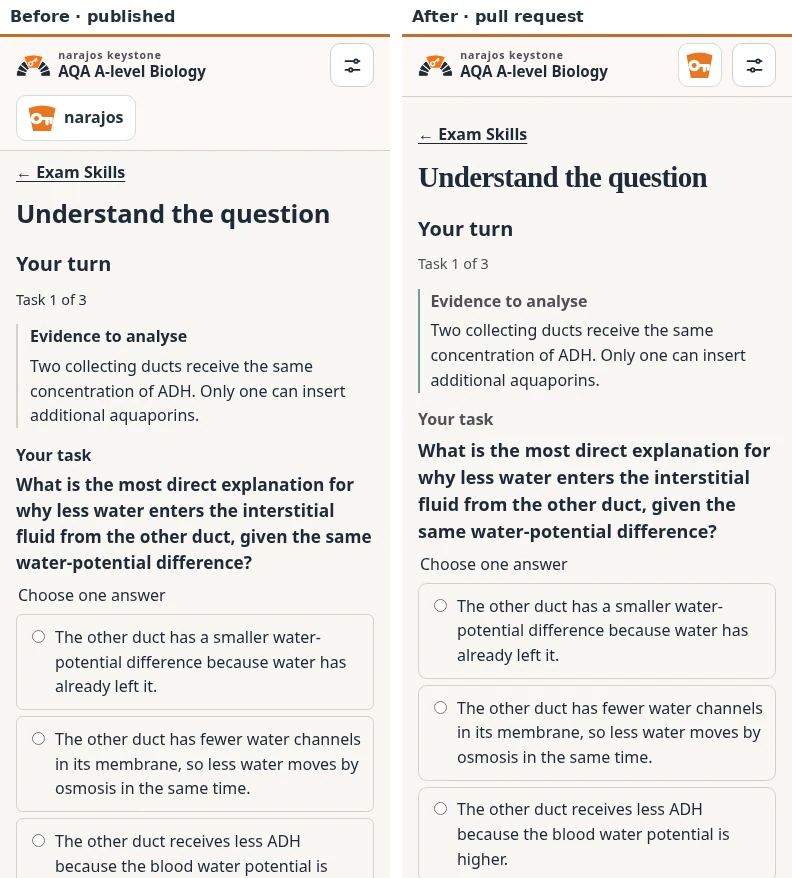 Before · published
narajos keystone
AQA A-level Biology
narajos
← Exam Skills
Understand the question
Your turn
Task 1 of 3
Evidence to analyse
Two collecting ducts receive the same
concentration of ADH. Only one can insert
additional aquaporins.
Your task
What is the most direct explanation for
why less water enters the interstitial
fluid from the other duct, given the same
water-potential difference?
Choose one answer
The other duct has a smaller water-
potential difference because water has
already left it.
The other duct has fewer water channels
in its membrane, so less water moves by
osmosis in the same time.
The other duct receives less ADH
because the blood water potential is
After · pull request
narajos keystone
AQA A-level Biology
← Exam Skills
Understand the question
Your turn
Task 1 of 3
Evidence to analyse
Two collecting ducts receive the same
concentration of ADH. Only one can insert
additional aquaporins.
Your task
What is the most direct explanation for
why less water enters the interstitial
fluid from the other duct, given the
same water-potential difference?
Choose one answer
The other duct has a smaller water-
potential difference because water has
already left it.
The other duct has fewer water channels
in its membrane, so less water moves by
osmosis in the same time.
The other duct receives less ADH
because the blood water potential is
higher.